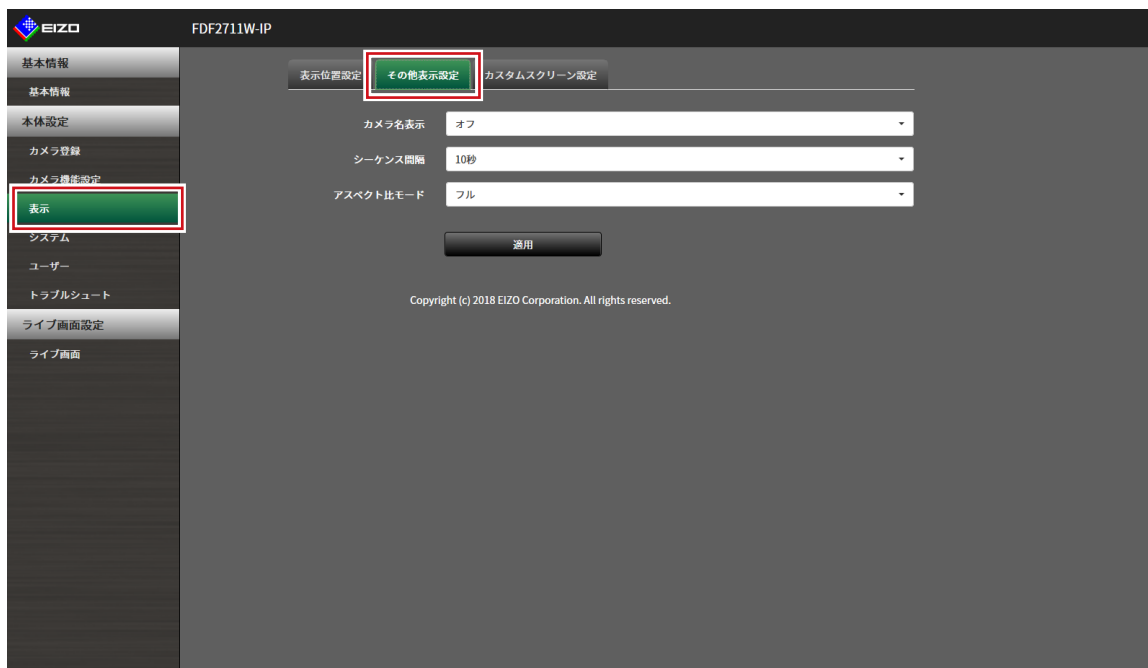 EIZO
FDF2711W-IP
基本情報
基本情報
本体設定
カメラ登録
カメラ機能設定
表示
システム
ユーザー
トラブルシュート
ライブ画面設定
ライブ画面
表示位置設定 その他表示設定 カスタムスクリーン設定
カメラ名表示 オフ
シーケンス間隔 10秒
アスペクト比モード フル
適用
Copyright (c) 2018 EIZO Corporation. All rights reserved.